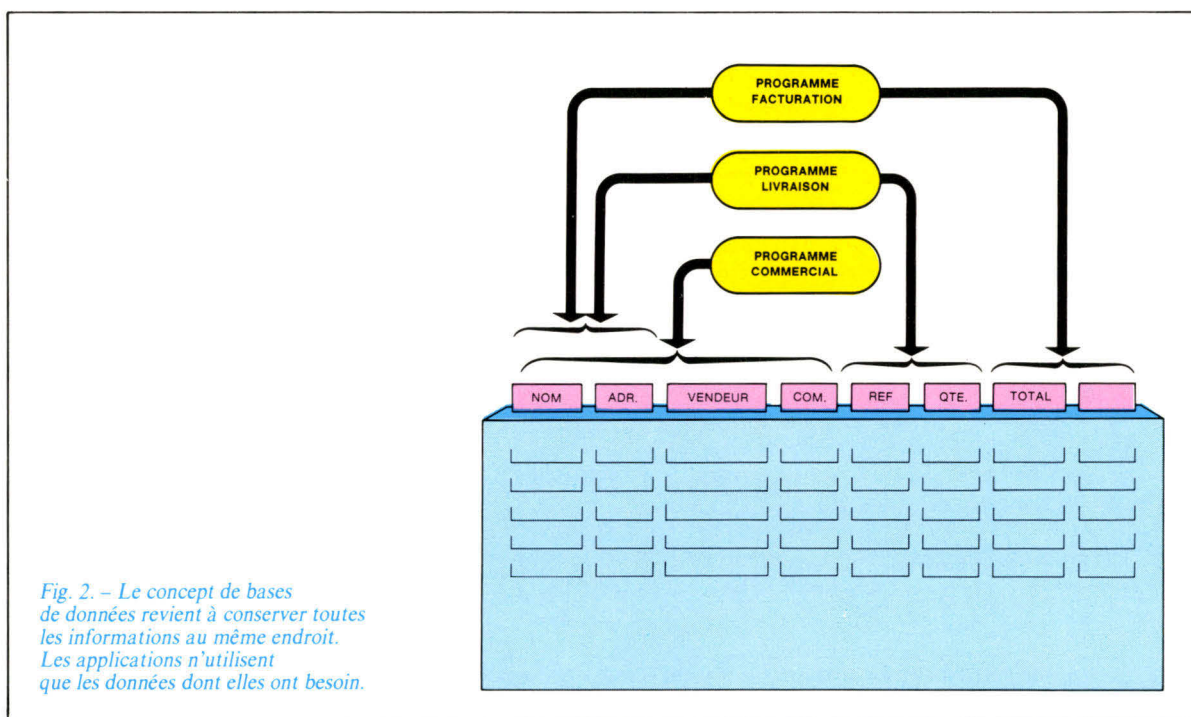 PROGRAMME
FACTURATION
PROGRAMME
LIVRAISON
PROGRAMME
COMMERCIAL
NOM ADR. VENDEUR COM. REF QTE. TOTAL
Fig. 2. – Le concept de bases
de données revient à conserver toutes
les informations au même endroit.
Les applications n'utilisent
que les données dont elles ont besoin.